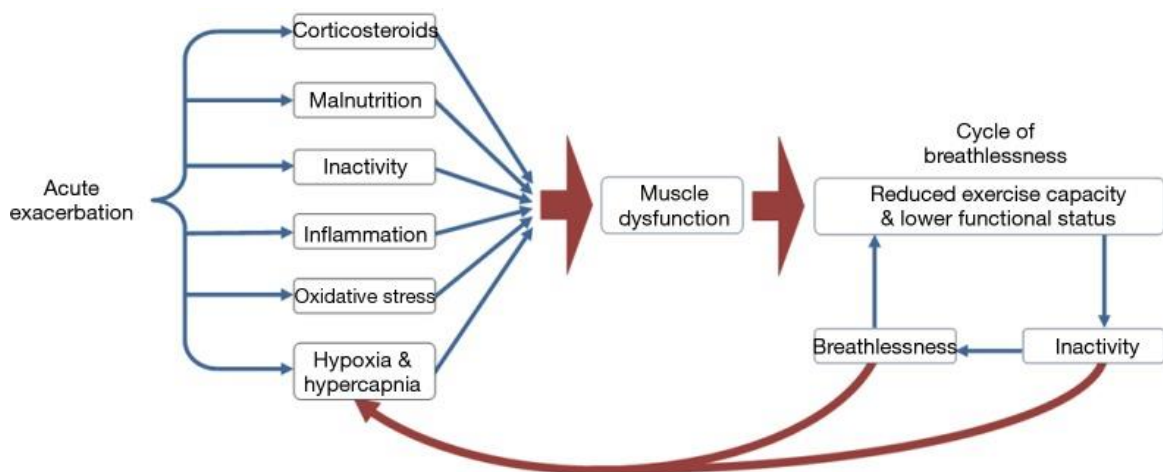 Acute
exacerbation
Corticosteroids
Malnutrition
Inactivity
Inflammation
Oxidative stress
Hypoxia &
hypercapnia
Muscle
dysfunction
Cycle of
breathlessness
Reduced exercise capacity
& lower functional status
Breathlessness
Inactivity